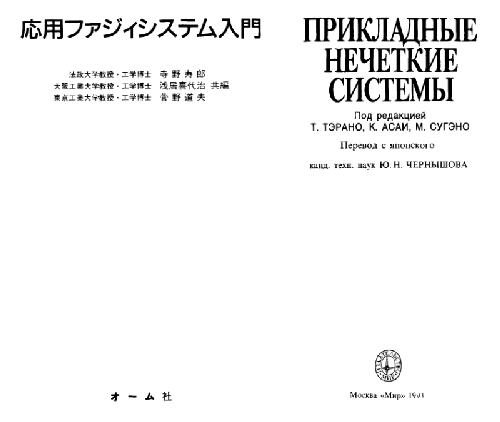 応用ファジィシステム入門
法政大学教授・工学博士 寺野寿郎
大阪工業大学教授・工学博士 浅居喜代治 共編
東京工業大学教授・工学博士 菅野道夫
オーム社
ПРИКЛАДНЫЕ
НЕЧЕТКИЕ
СИСТЕМЫ
Под редакцией
Т. ТЭРАНО, К. АСАИ, М. СУГЭНО
Перевод с японского
канд. техн. наук Ю. Н. ЧЕРНЫШОВА
Москва «Мир» 1993